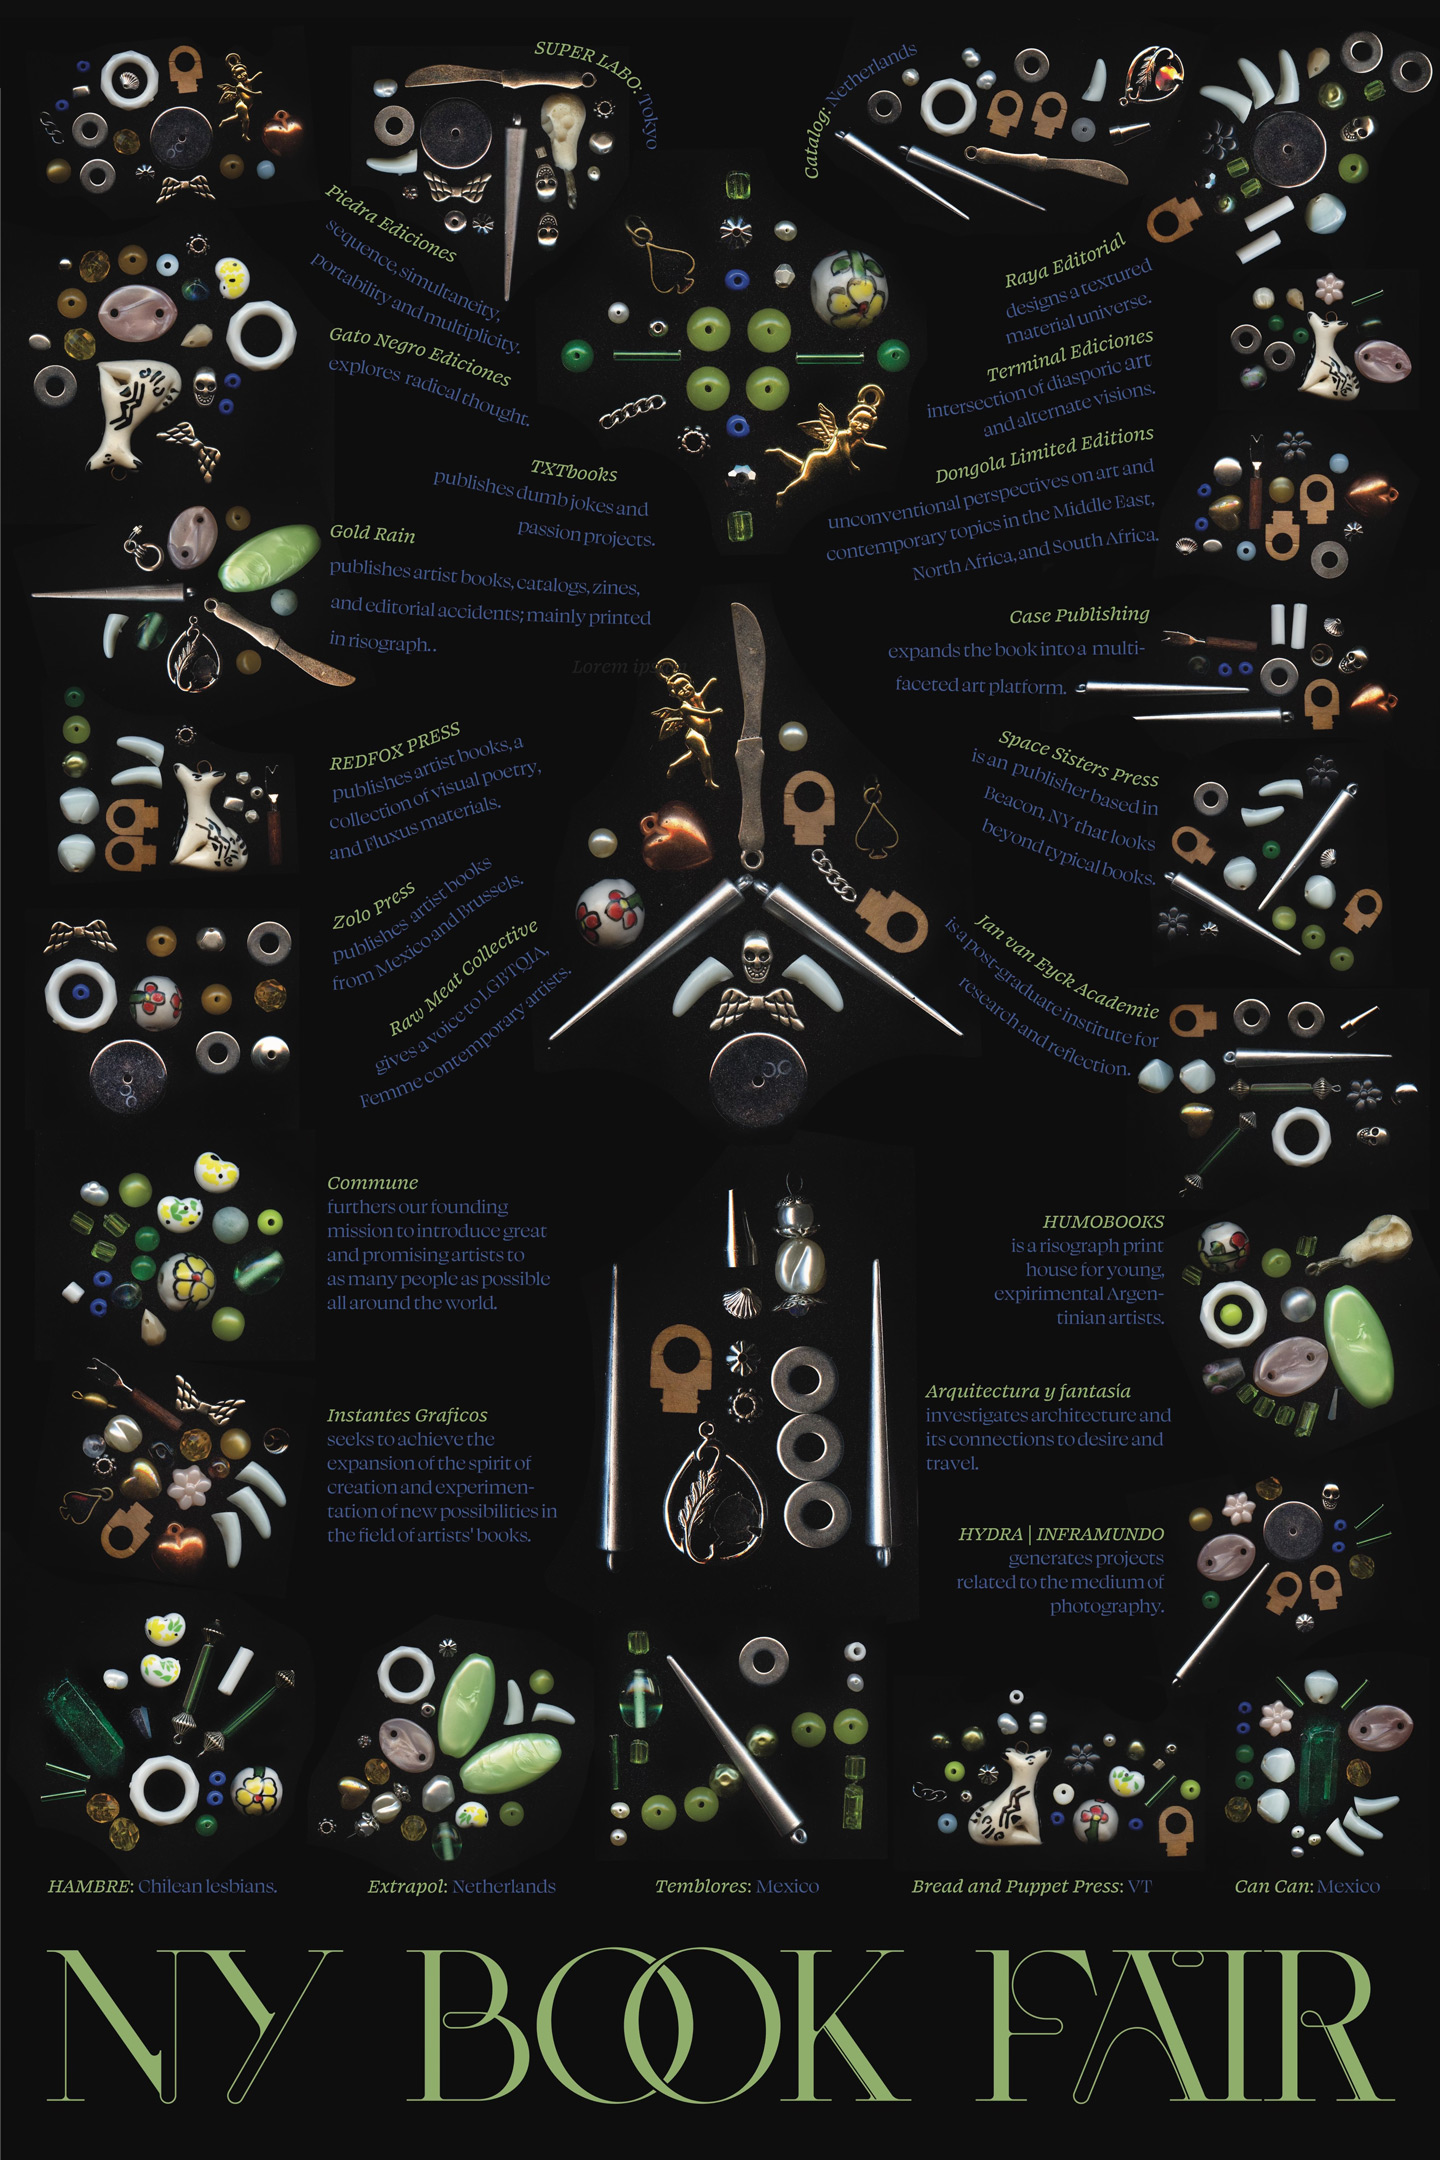 SUPER LABO: Tokyo
Catalog: Netherlands
Piedra Ediciones
sequence, simultaneity,
portability and multiplicity.
Gato Negro Ediciones
explores radical thought.
TXTbooks
publishes dumb jokes and
passion projects.
Gold Rain
publishes artist books, catalogs, zines,
and editorial accidents; mainly printed
in risograph..
Lorem ipsum
REDFOX PRESS
publishes artist books, a
collection of visual poetry,
and Fluxus materials.
Zolo Press
publishes artist books
from Mexico and Brussels.
Raw Meat Collective
gives a voice to LGBTQIA,
Femme contemporary artists.
Commune
furthers our founding
mission to introduce great
and promising artists to
as many people as possible
all around the world.
Instantes Graficos
seeks to achieve the
expansion of the spirit of
creation and experimen-
tation of new possibilities in
the field of artists' books.
Raya Editorial
designs a textured
material universe.
Terminal Ediciones
intersection of diasporic art
and alternate visions.
Dongola Limited Editions
unconventional perspectives on art and
contemporary topics in the Middle East,
North Africa, and South Africa.
Case Publishing
expands the book into a multi-
faceted art platform.
Space Sisters Press
is an publisher based in
Beacon, NY that looks
beyond typical books.
Jan van Eyck Academie
is a post-graduate institute for
research and reflection.
HUMOBOOKS
is a risograph print
house for young,
expirimental Argen-
tinian artists.
Arquitectura y fantasía
investigates architecture and
its connections to desire and
travel.
HYDRA | INFRAMUNDO
generates projects
related to the medium of
photography.
HAMBRE: Chilean lesbians.
Extrapol: Netherlands
Temblores: Mexico
Bread and Puppet Press: VT
Can Can: Mexico
NY BOOK FAIR